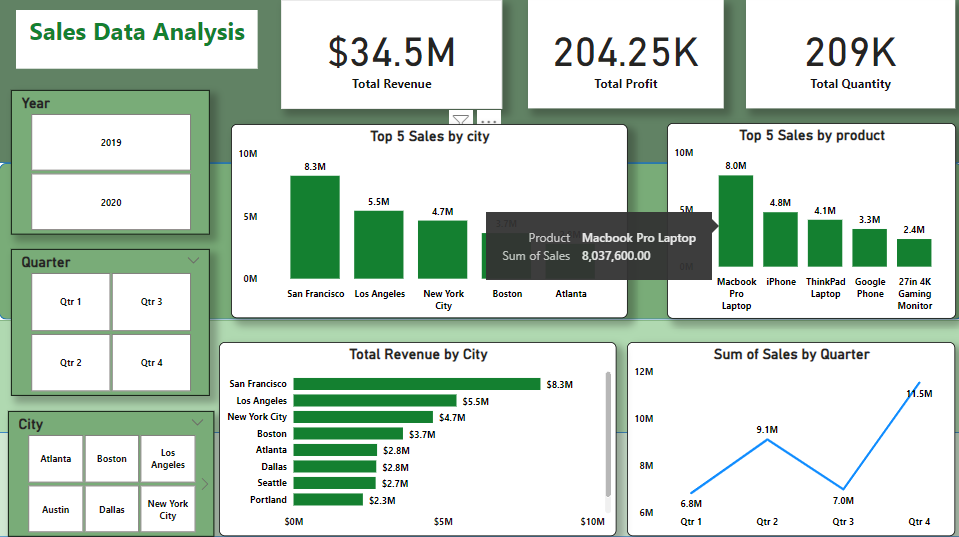 Sales Data Analysis
$34.5M
Total Revenue
204.25K
Total Profit
209K
Total Quantity
Year
2019
2020
Quarter
Qtr 1
Qtr 3
Qtr 2
Qtr 4
City
Atlanta
Boston
Los
Angeles
Austin
Dallas
New York
City
Top 5 Sales by city
10M
5M
0M
8.3M
5.5M
4.7M
3.7M
San Francisco
Los Angeles
New York
City
Boston
Atlanta
Top 5 Sales by product
10M
5M
0M
8.0M
4.8M
4.1M
3.3M
2.4M
Macbook
Pro
Laptop
iPhone
ThinkPad
Laptop
Google
Phone
27in 4K
Gaming
Monitor
Product Macbook Pro Laptop
Sum of Sales 8,037,600.00
Total Revenue by City
San Francisco $8.3M
Los Angeles $5.5M
New York City $4.7M
Boston $3.7M
Atlanta $2.8M
Dallas $2.8M
Seattle $2.7M
Portland $2.3M
$0M $5M $10M
Sum of Sales by Quarter
12M
10M
8M
6M
6.8M
9.1M
7.0M
11.5M
Qtr 1 Qtr 2 Qtr 3 Qtr 4